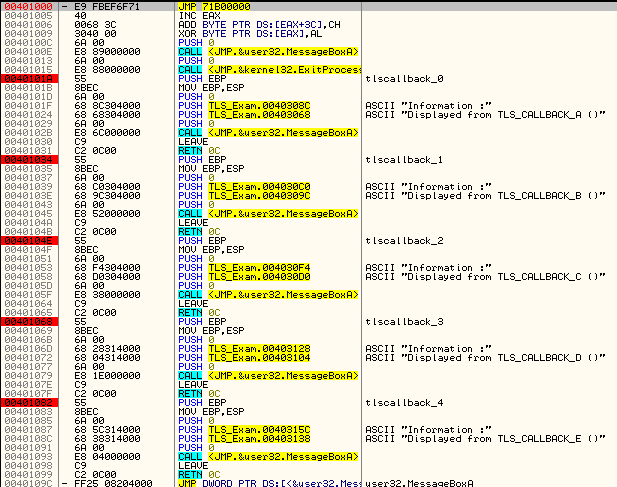 00401000 - E9 FBEF6F71 JMP 71B00000
00401005 40 INC EAX
00401006 0068 3C ADD BYTE PTR DS:[EAX+3C],CH
00401009 3040 00 XOR BYTE PTR DS:[EAX],AL
0040100C 6A 00 PUSH 0
0040100E E8 89000000 CALL <JMP.&user32.MessageBoxA>
00401013 6A 00 PUSH 0
00401015 E8 88000000 CALL <JMP.&kernel32.ExitProcess
0040101A 55 PUSH EBP tlscallback_0
0040101B 8BEC MOV EBP,ESP
0040101D 6A 00 PUSH 0
0040101F 68 8C304000 PUSH TLS_Exam.0040308C ASCII "Information :"
00401024 68 68304000 PUSH TLS_Exam.00403068 ASCII "Displayed from TLS_CALLBACK_A ()"
00401029 6A 00 PUSH 0
0040102B E8 6C000000 CALL <JMP.&user32.MessageBoxA>
00401030 C9 LEAVE
00401031 C2 0C00 RETN 0C
00401034 55 PUSH EBP tlscallback_1
00401035 8BEC MOV EBP,ESP
00401037 6A 00 PUSH 0
00401039 68 C0304000 PUSH TLS_Exam.004030C0 ASCII "Information :"
0040103E 68 9C304000 PUSH TLS_Exam.0040309C ASCII "Displayed from TLS_CALLBACK_B ()"
00401043 6A 00 PUSH 0
00401045 E8 52000000 CALL <JMP.&user32.MessageBoxA>
0040104A C9 LEAVE
0040104B C2 0C00 RETN 0C
0040104E 55 PUSH EBP tlscallback_2
0040104F 8BEC MOV EBP,ESP
00401051 6A 00 PUSH 0
00401053 68 F4304000 PUSH TLS_Exam.004030F4 ASCII "Information :"
00401058 68 D0304000 PUSH TLS_Exam.004030D0 ASCII "Displayed from TLS_CALLBACK_C ()"
0040105D 6A 00 PUSH 0
0040105F E8 38000000 CALL <JMP.&user32.MessageBoxA>
00401064 C9 LEAVE
00401065 C2 0C00 RETN 0C
00401068 55 PUSH EBP tlscallback_3
00401069 8BEC MOV EBP,ESP
0040106B 6A 00 PUSH 0
0040106D 68 28314000 PUSH TLS_Exam.00403128 ASCII "Information :"
00401072 68 04314000 PUSH TLS_Exam.00403104 ASCII "Displayed from TLS_CALLBACK_D ()"
00401077 6A 00 PUSH 0
00401079 E8 1E000000 CALL <JMP.&user32.MessageBoxA>
0040107E C9 LEAVE
0040107F C2 0C00 RETN 0C
00401082 55 PUSH EBP tlscallback_4
00401083 8BEC MOV EBP,ESP
00401085 6A 00 PUSH 0
00401087 68 5C314000 PUSH TLS_Exam.0040315C ASCII "Information :"
0040108C 68 38314000 PUSH TLS_Exam.00403138 ASCII "Displayed from TLS_CALLBACK_E ()"
00401091 6A 00 PUSH 0
00401093 E8 04000000 CALL <JMP.&user32.MessageBoxA>
00401098 C9 LEAVE
00401099 C2 0C00 RETN 0C
0040109C - FF25 08204000 JMP DWORD PTR DS:[<&user32.Mess user32.MessageBoxA